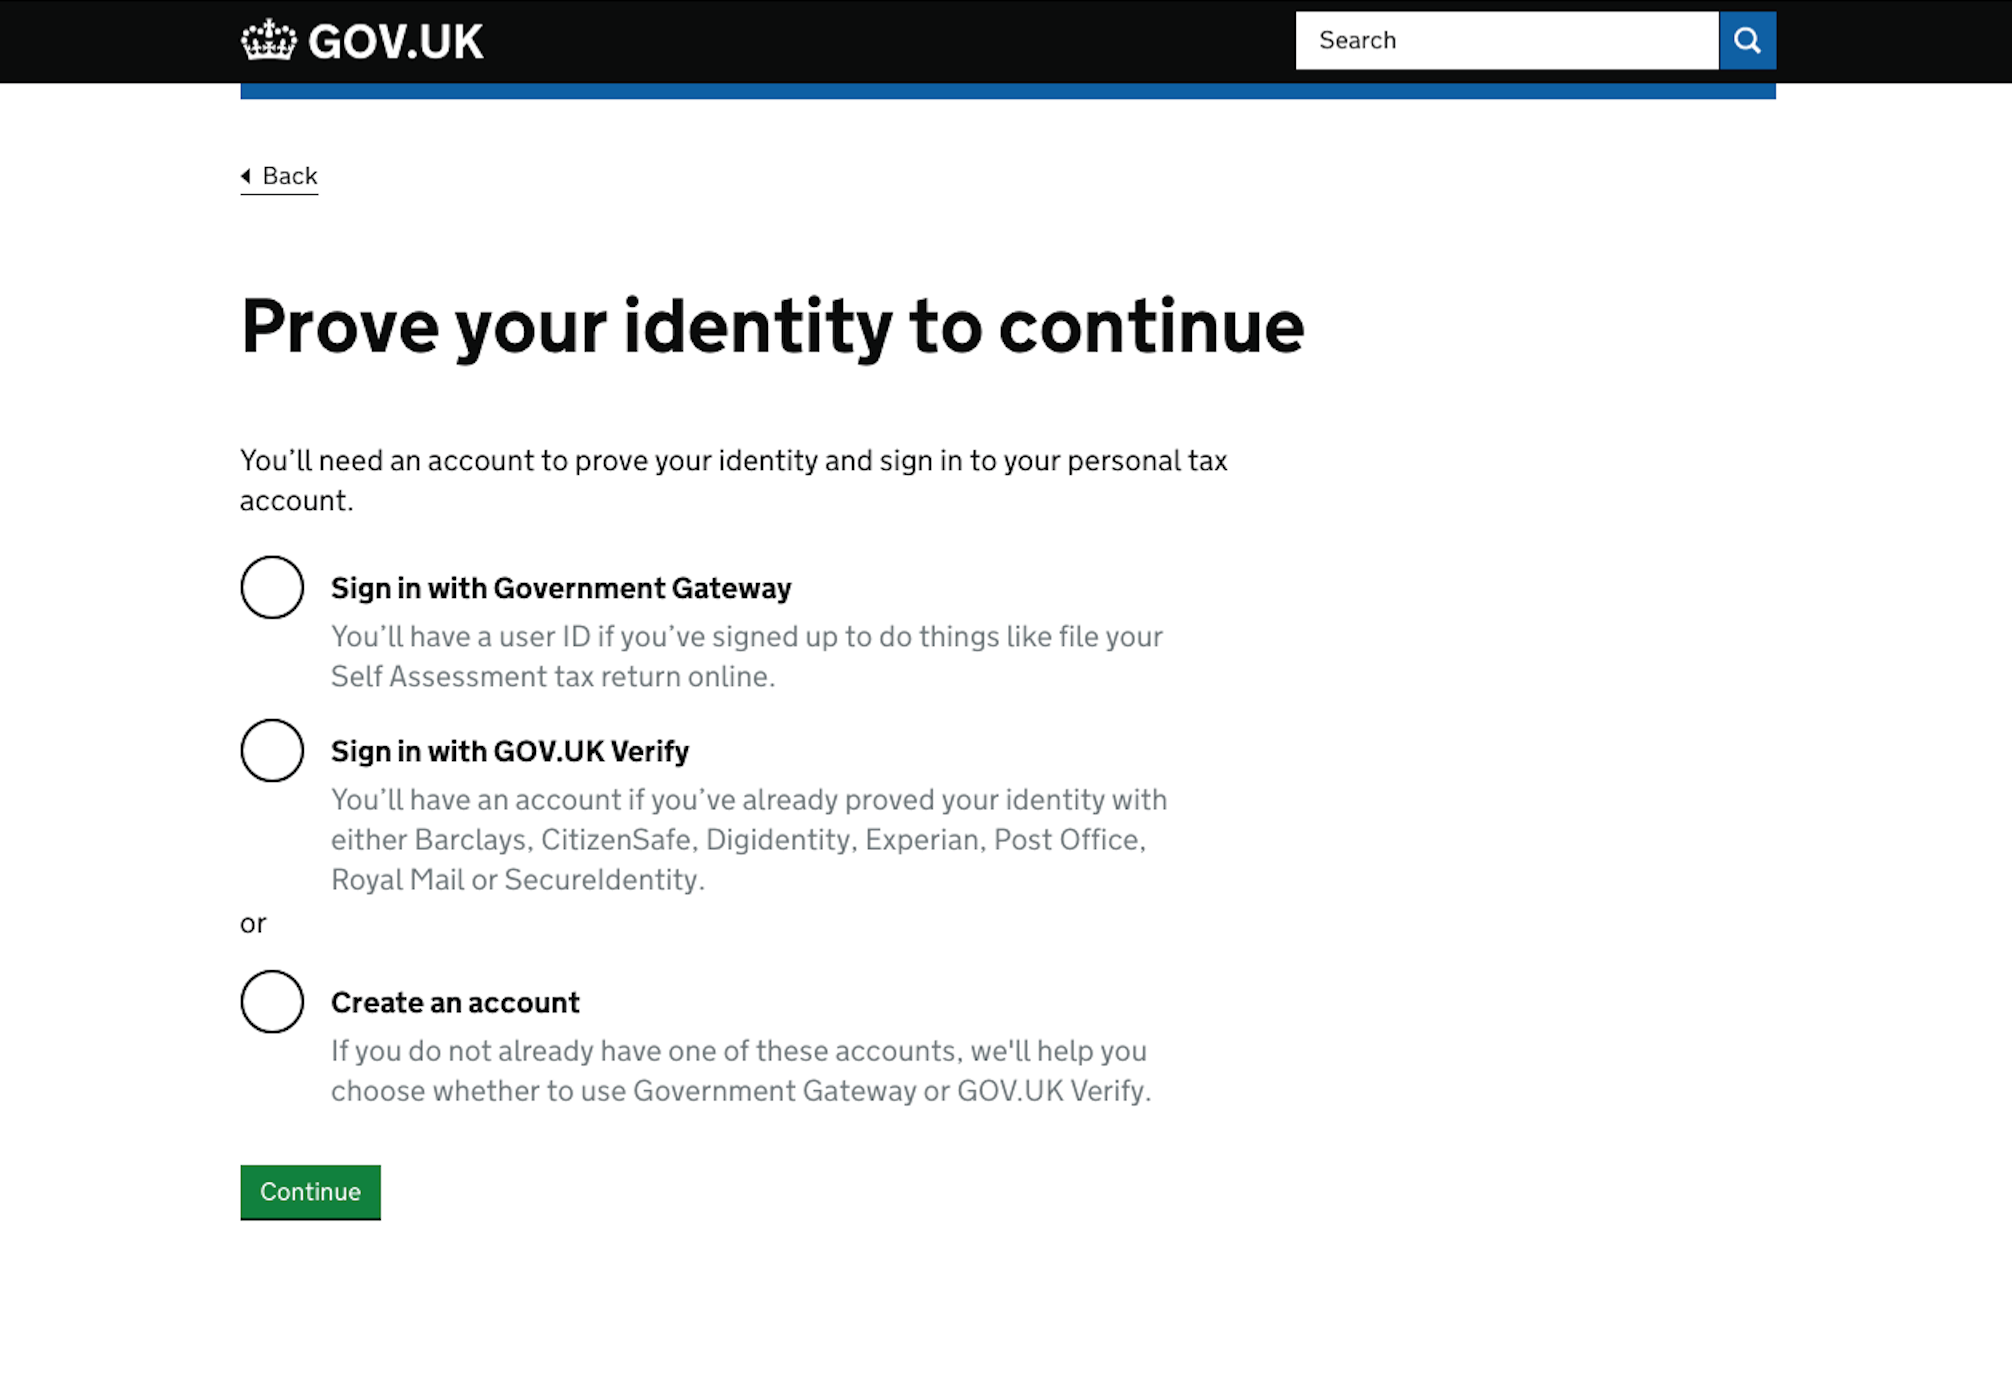 GOV.UK
Search
Back
Prove your identity to continue
You’ll need an account to prove your identity and sign in to your personal tax
account.
Sign in with Government Gateway
You’ll have a user ID if you’ve signed up to do things like file your
Self Assessment tax return online.
Sign in with GOV.UK Verify
You’ll have an account if you’ve already proved your identity with
either Barclays, CitizenSafe, Digidentity, Experian, Post Office,
Royal Mail or SecureIdentity.
or
Create an account
If you do not already have one of these accounts, we'll help you
choose whether to use Government Gateway or GOV.UK Verify.
Continue